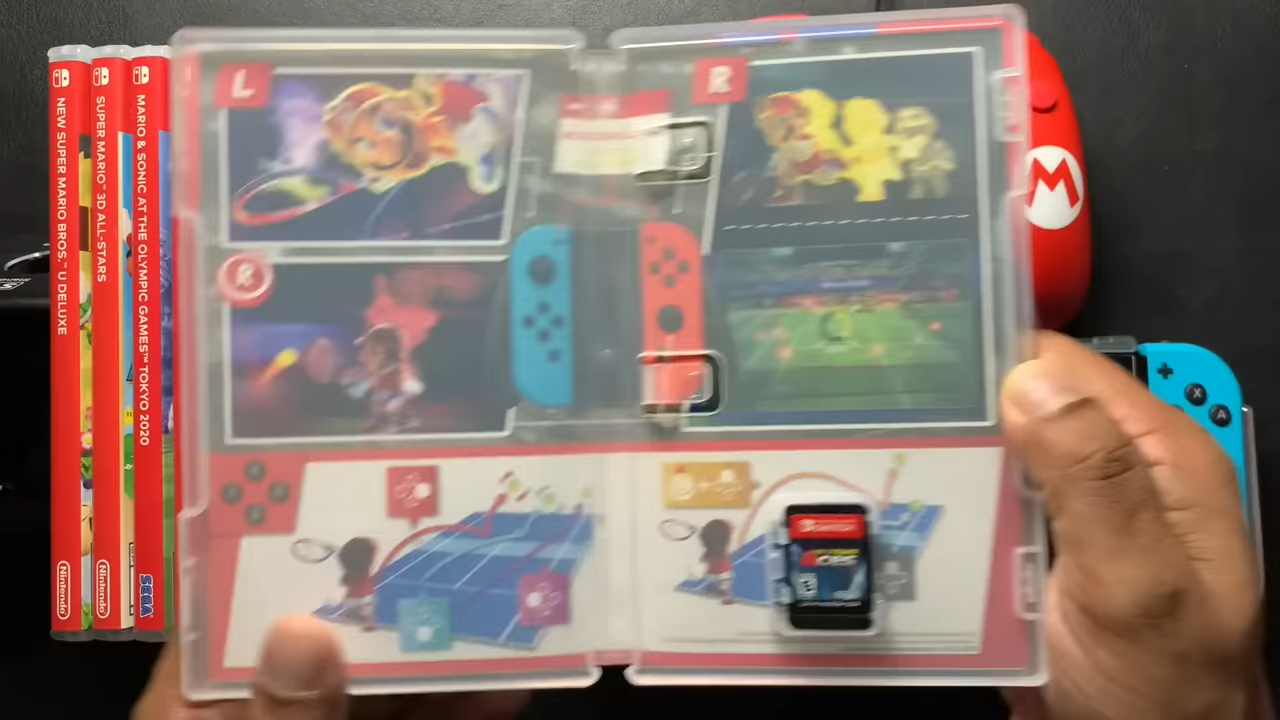 NEW SUPER MARIO BROS.™ U DELUXE
Nintendo
SUPER MARIO™ 3D ALL-STARS
Nintendo
MARIO & SONIC AT THE OLYMPIC GAMES™ TOKYO 2020
SEGA
L
R
R
M
X
A
ACES
E